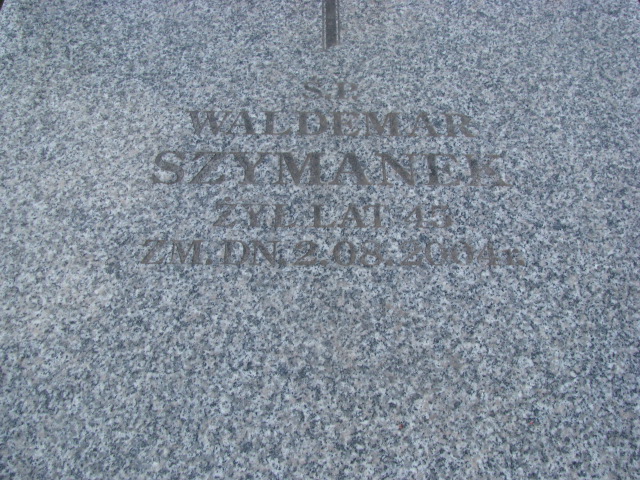 Ś.P.
WALDEMAR
SZYMANEK
ŻYŁ LAT 43
ZM. DN. 2.08.2004 r.